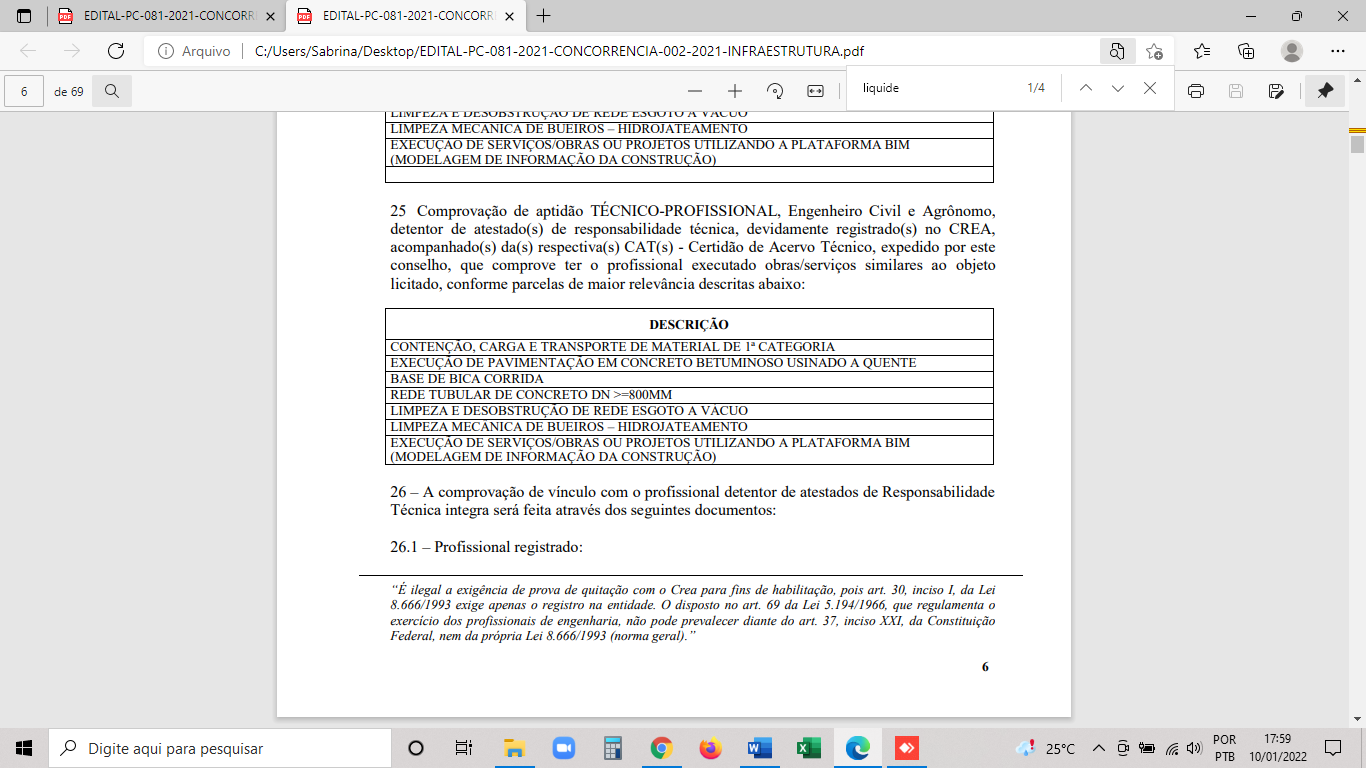 EDITAL-PC-081-2021-CONCORR
EDITAL-PC-081-2021-CONCORR
Arquivo
C:/Users/Sabrina/Desktop/EDITAL-PC-081-2021-CONCORRENCIA-002-2021-INFRAESTRUTURA.pdf
6 de 69
liquide 1/4
LIMPEZA E DESOBSTRUÇÃO DE REDE ESGOTO A VÁCUO
LIMPEZA MECÂNICA DE BUEIROS – HIDROJATEAMENTO
EXECUÇÃO DE SERVIÇOS/OBRAS OU PROJETOS UTILIZANDO A PLATAFORMA BIM
(MODELAGEM DE INFORMAÇÃO DA CONSTRUÇÃO)
25 Comprovação de aptidão TÉCNICO-PROFISSIONAL, Engenheiro Civil e Agrônomo,
detentor de atestado(s) de responsabilidade técnica, devidamente registrado(s) no CREA,
acompanhado(s) da(s) respectiva(s) CAT(s) - Certidão de Acervo Técnico, expedido por este
conselho, que comprove ter o profissional executado obras/serviços similares ao objeto
licitado, conforme parcelas de maior relevância descritas abaixo:
DESCRIÇÃO
CONTENÇÃO, CARGA E TRANSPORTE DE MATERIAL DE 1ª CATEGORIA
EXECUÇÃO DE PAVIMENTAÇÃO EM CONCRETO BETUMINOSO USINADO A QUENTE
BASE DE BICA CORRIDA
REDE TUBULAR DE CONCRETO DN >=800MM
LIMPEZA E DESOBSTRUÇÃO DE REDE ESGOTO A VÁCUO
LIMPEZA MECÂNICA DE BUEIROS – HIDROJATEAMENTO
EXECUÇÃO DE SERVIÇOS/OBRAS OU PROJETOS UTILIZANDO A PLATAFORMA BIM
(MODELAGEM DE INFORMAÇÃO DA CONSTRUÇÃO)
26 – A comprovação de vínculo com o profissional detentor de atestados de Responsabilidade
Técnica integra será feita através dos seguintes documentos:
26.1 – Profissional registrado:
“É ilegal a exigência de prova de quitação com o Crea para fins de habilitação, pois art. 30, inciso I, da Lei
8.666/1993 exige apenas o registro na entidade. O disposto no art. 69 da Lei 5.194/1966, que regulamenta o
exercício dos profissionais de engenharia, não pode prevalecer diante do art. 37, inciso XXI, da Constituição
Federal, nem da própria Lei 8.666/1993 (norma geral).”
6
Digite aqui para pesquisar
25°C
POR
PTB
17:59
10/01/2022